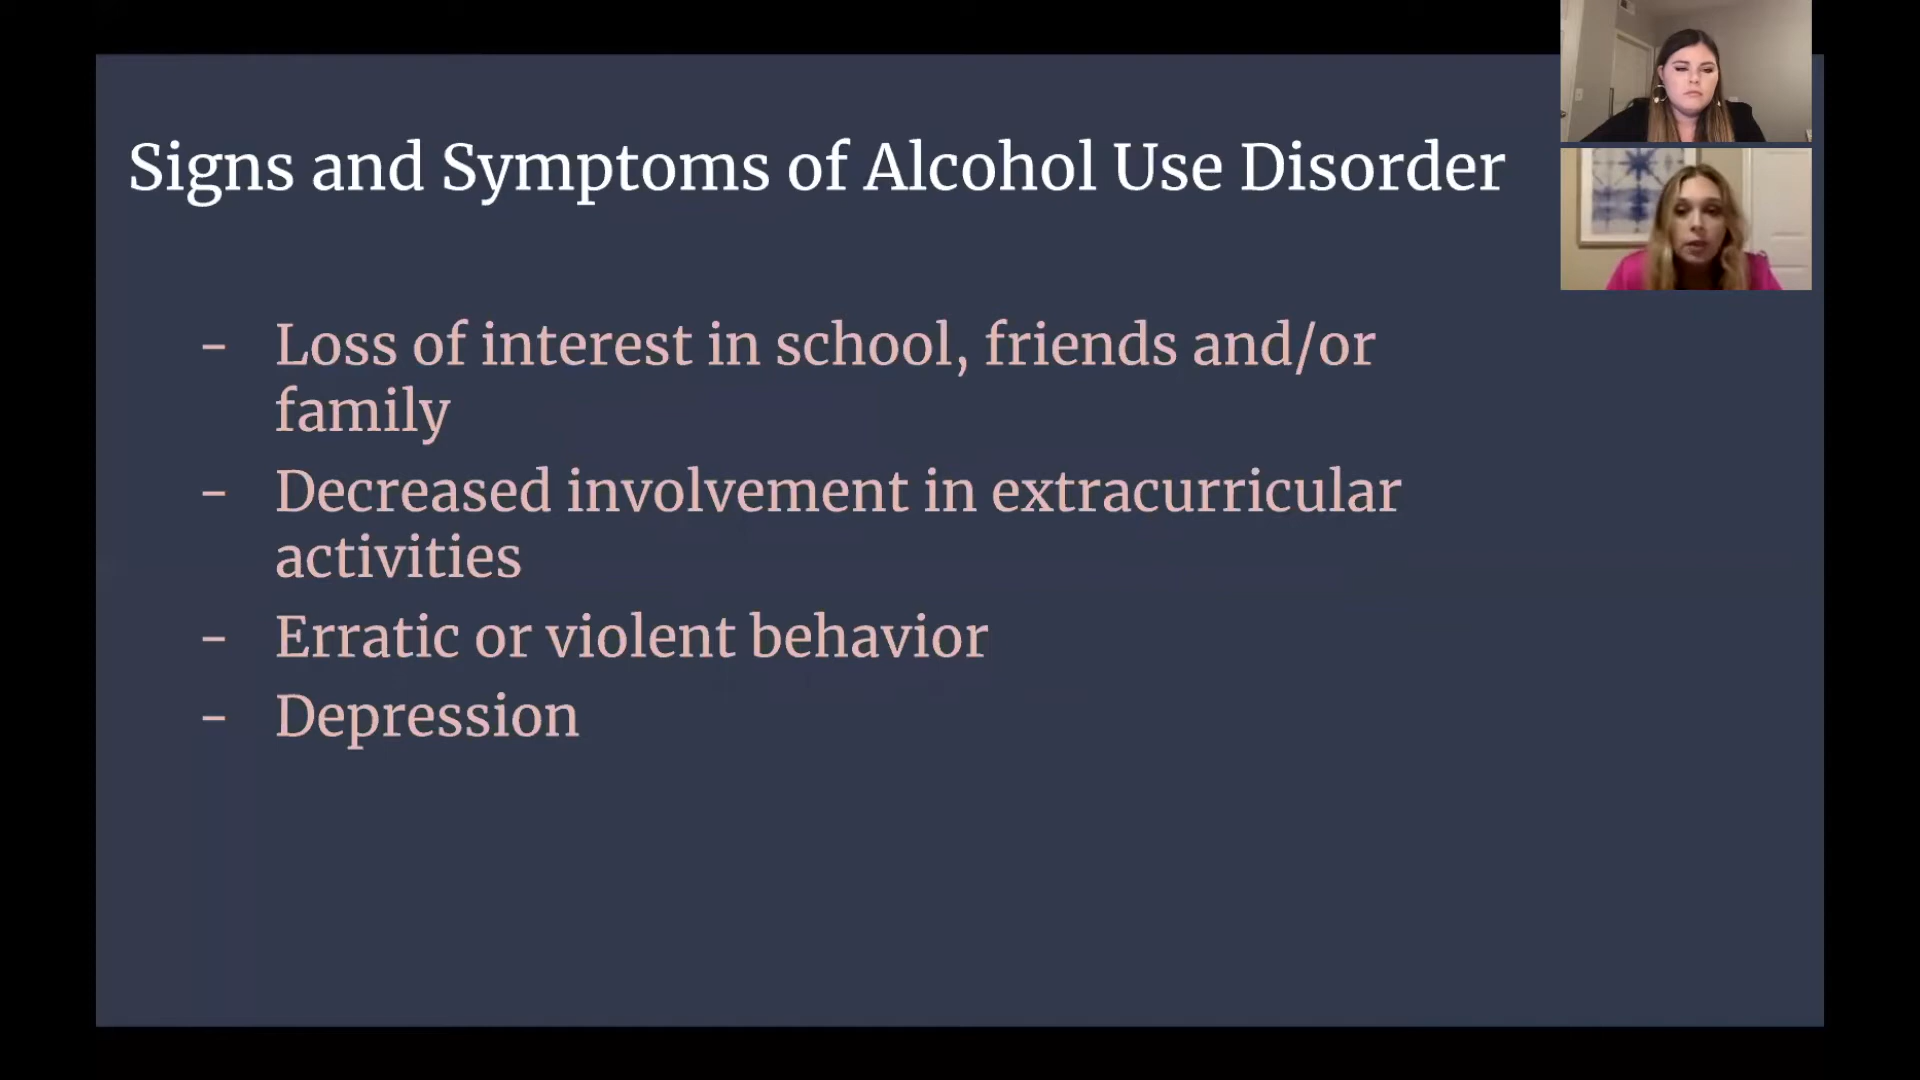 Signs and Symptoms of Alcohol Use Disorder
- Loss of interest in school, friends and/or
family
- Decreased involvement in extracurricular
activities
- Erratic or violent behavior
- Depression